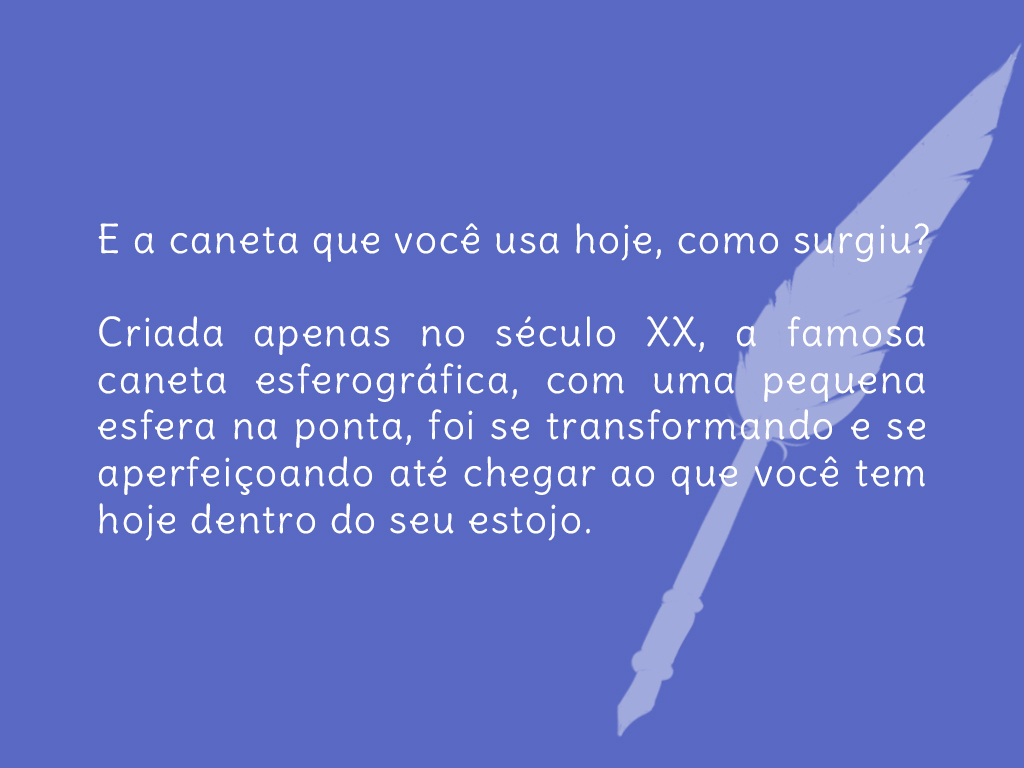 E a caneta que você usa hoje, como surgiu?
Criada apenas no século XX, a famosa
caneta esferográfica, com uma pequena
esfera na ponta, foi se transformando e se
aperfeiçoando até chegar ao que você tem
hoje dentro do seu estojo.